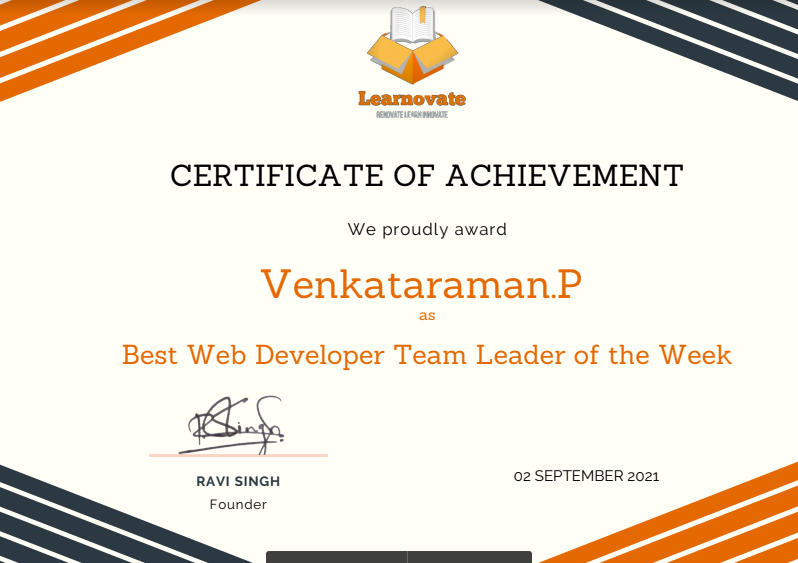 Learnovate
RENOVATE LEARN INNOVATE
CERTIFICATE OF ACHIEVEMENT
We proudly award
Venkataraman.P
as
Best Web Developer Team Leader of the Week
RSingh
RAVI SINGH
Founder
02 SEPTEMBER 2021